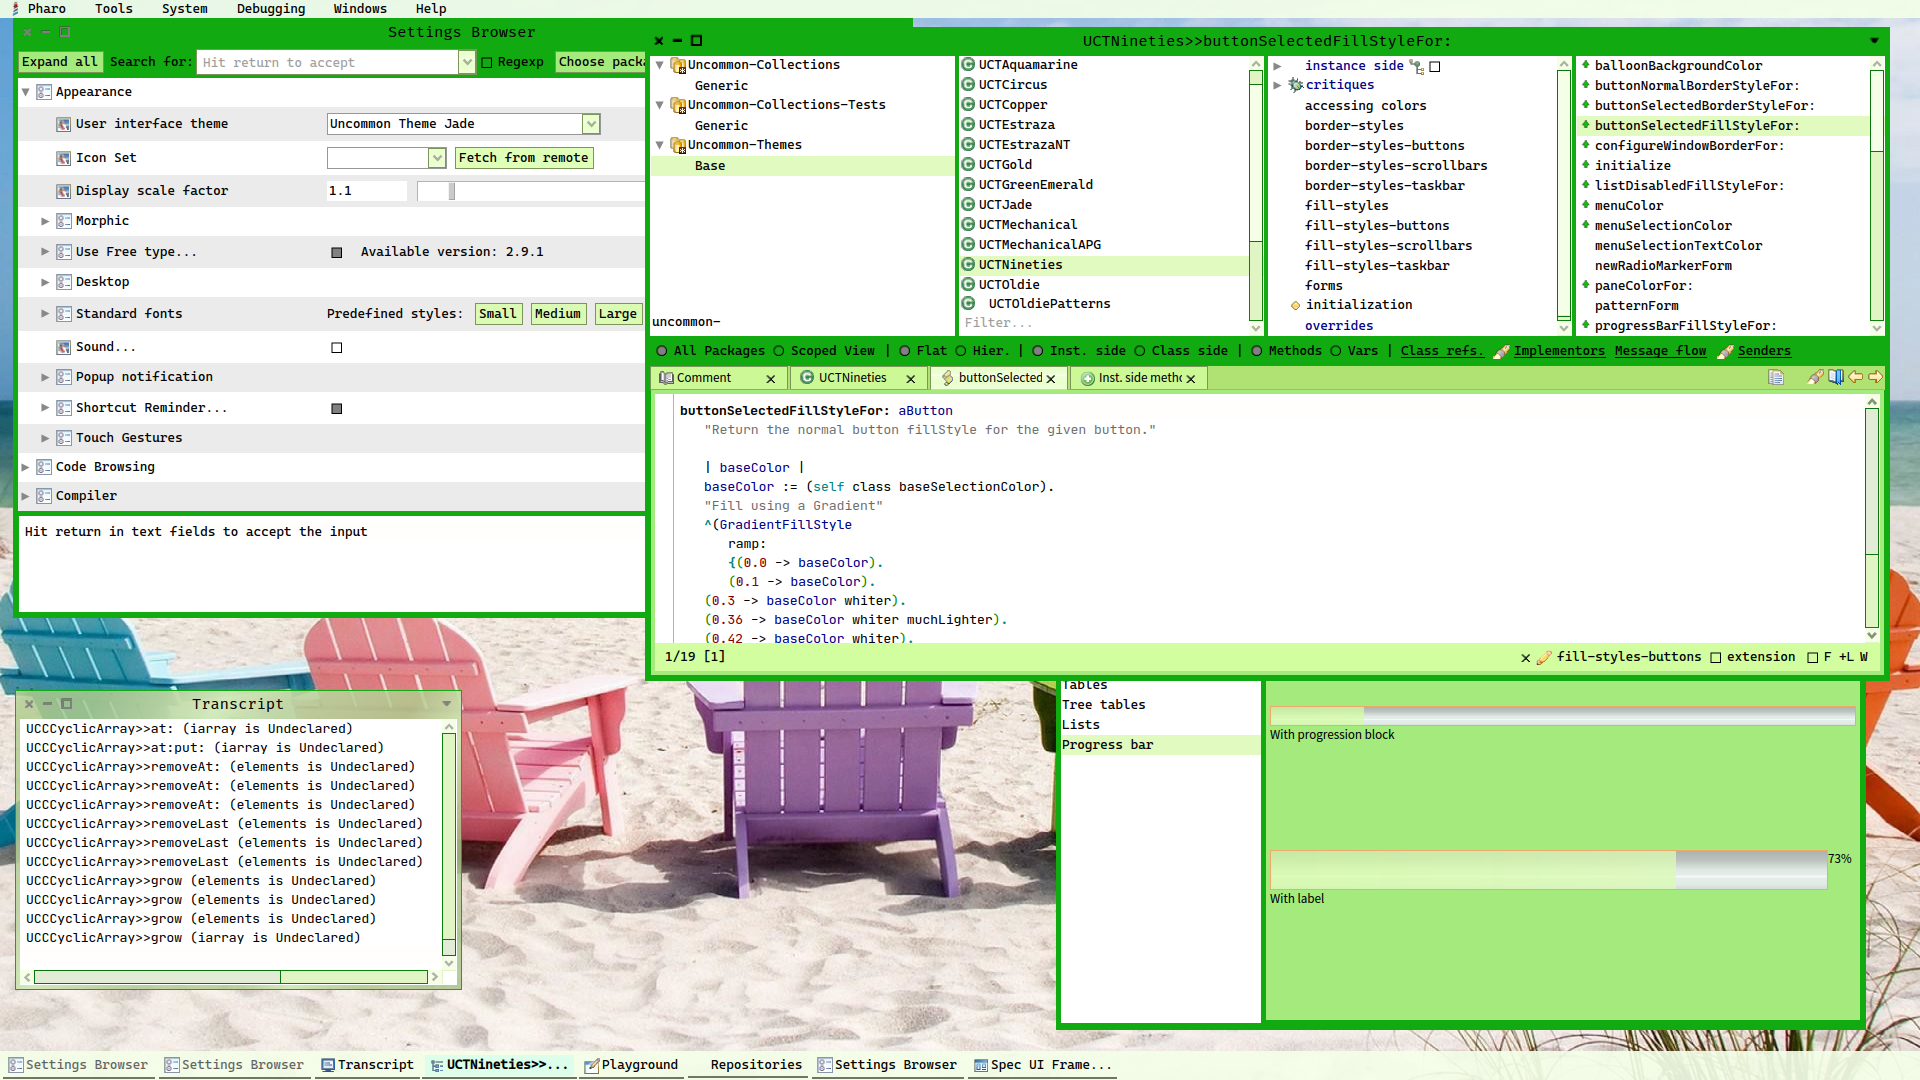 Pharo Tools System Debugging Windows Help
Settings Browser
Expand all Search for: Hit return to accept Regexp Choose pack
Appearance
User interface theme Uncommon Theme Jade
Icon Set Fetch from remote
Display scale factor 1.1
Morphic
Use Free type... Available version: 2.9.1
Desktop
Standard fonts Predefined styles: Small Medium Large
Sound...
Popup notification
Shortcut Reminder...
Touch Gestures
Code Browsing
Compiler
Hit return in text fields to accept the input
UCTNineties>>buttonSelectedFillStyleFor:
Uncommon-Collections
Generic
Uncommon-Collections-Tests
Generic
Uncommon-Themes
Base
uncommon-
UCTAquamarine
UCTCircus
UCTCopper
UCTEstraza
UCTEstrazaNT
UCTGold
UCTGreenEmerald
UCTJade
UCTMechanical
UCTMechanicalAPG
UCTNineties
UCTOldie
UCTOldiePatterns
Filter...
instance side
critiques
accessing colors
border-styles
border-styles-buttons
border-styles-scrollbars
border-styles-taskbar
fill-styles
fill-styles-buttons
fill-styles-scrollbars
fill-styles-taskbar
forms
initialization
overrides
balloonBackgroundColor
buttonNormalBorderStyleFor:
buttonSelectedBorderStyleFor:
buttonSelectedFillStyleFor:
configureWindowBorderFor:
initialize
listDisabledFillStyleFor:
menuColor
menuSelectionColor
menuSelectionTextColor
newRadioMarkerForm
paneColorFor:
patternForm
progressBarFillStyleFor:
All Packages Scoped View | Flat Hier. | Inst. side Class side | Methods Vars | Class refs. Implementors Message flow Senders
Comment UCTNineties buttonSelected Inst. side methc
buttonSelectedFillStyleFor: aButton
"Return the normal button fillStyle for the given button."
| baseColor |
baseColor := (self class baseSelectionColor).
"Fill using a Gradient"
^(GradientFillStyle
ramp:
{(0.0 -> baseColor).
(0.1 -> baseColor).
(0.3 -> baseColor whiter).
(0.36 -> baseColor whiter muchLighter).
(0.42 -> baseColor whiter).
1/19 [1] fill-styles-buttons extension F +L W
Transcript
UCCCyclicArray>>at: (iarray is Undeclared)
UCCCyclicArray>>at:put: (iarray is Undeclared)
UCCCyclicArray>>removeAt: (elements is Undeclared)
UCCCyclicArray>>removeAt: (elements is Undeclared)
UCCCyclicArray>>removeAt: (elements is Undeclared)
UCCCyclicArray>>removeLast (elements is Undeclared)
UCCCyclicArray>>removeLast (elements is Undeclared)
UCCCyclicArray>>removeLast (elements is Undeclared)
UCCCyclicArray>>grow (elements is Undeclared)
UCCCyclicArray>>grow (elements is Undeclared)
UCCCyclicArray>>grow (elements is Undeclared)
UCCCyclicArray>>grow (iarray is Undeclared)
Tables
Tree tables
Lists
Progress bar
With progression block
73%
With label
Settings Browser Settings Browser Transcript UCTNineties>>... Playground Repositories Settings Browser Spec UI Frame...